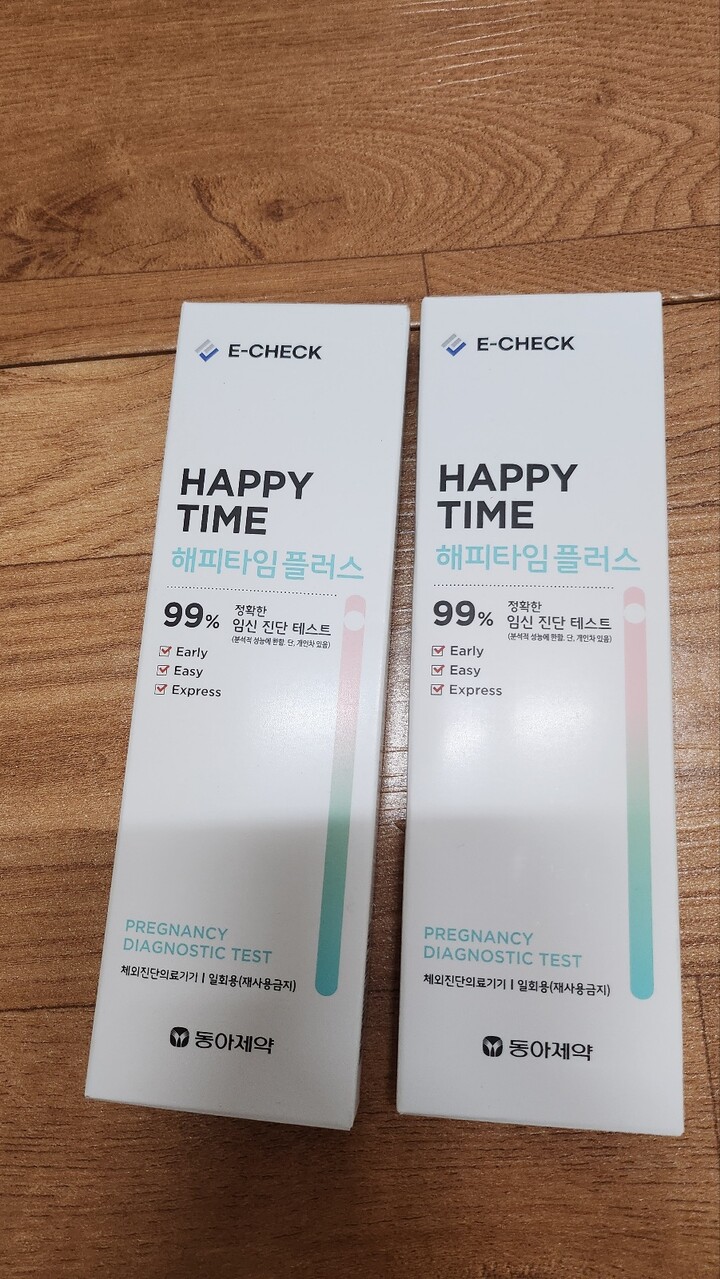 E-CHECK
HAPPY
TIME
해피타임 플러스
99% 정확한
임신 진단 테스트
(분석적 성능에 한함. 단, 개인차 있음)
Early
Easy
Express
PREGNANCY
DIAGNOSTIC TEST
체외진단의료기기 | 일회용(재사용금지)
동아제약
E-CHECK
HAPPY
TIME
해피타임 플러스
99% 정확한
임신 진단 테스트
(분석적 성능에 한함. 단, 개인차 있음)
Early
Easy
Express
PREGNANCY
DIAGNOSTIC TEST
체외진단의료기기 | 일회용(재사용금지)
동아제약